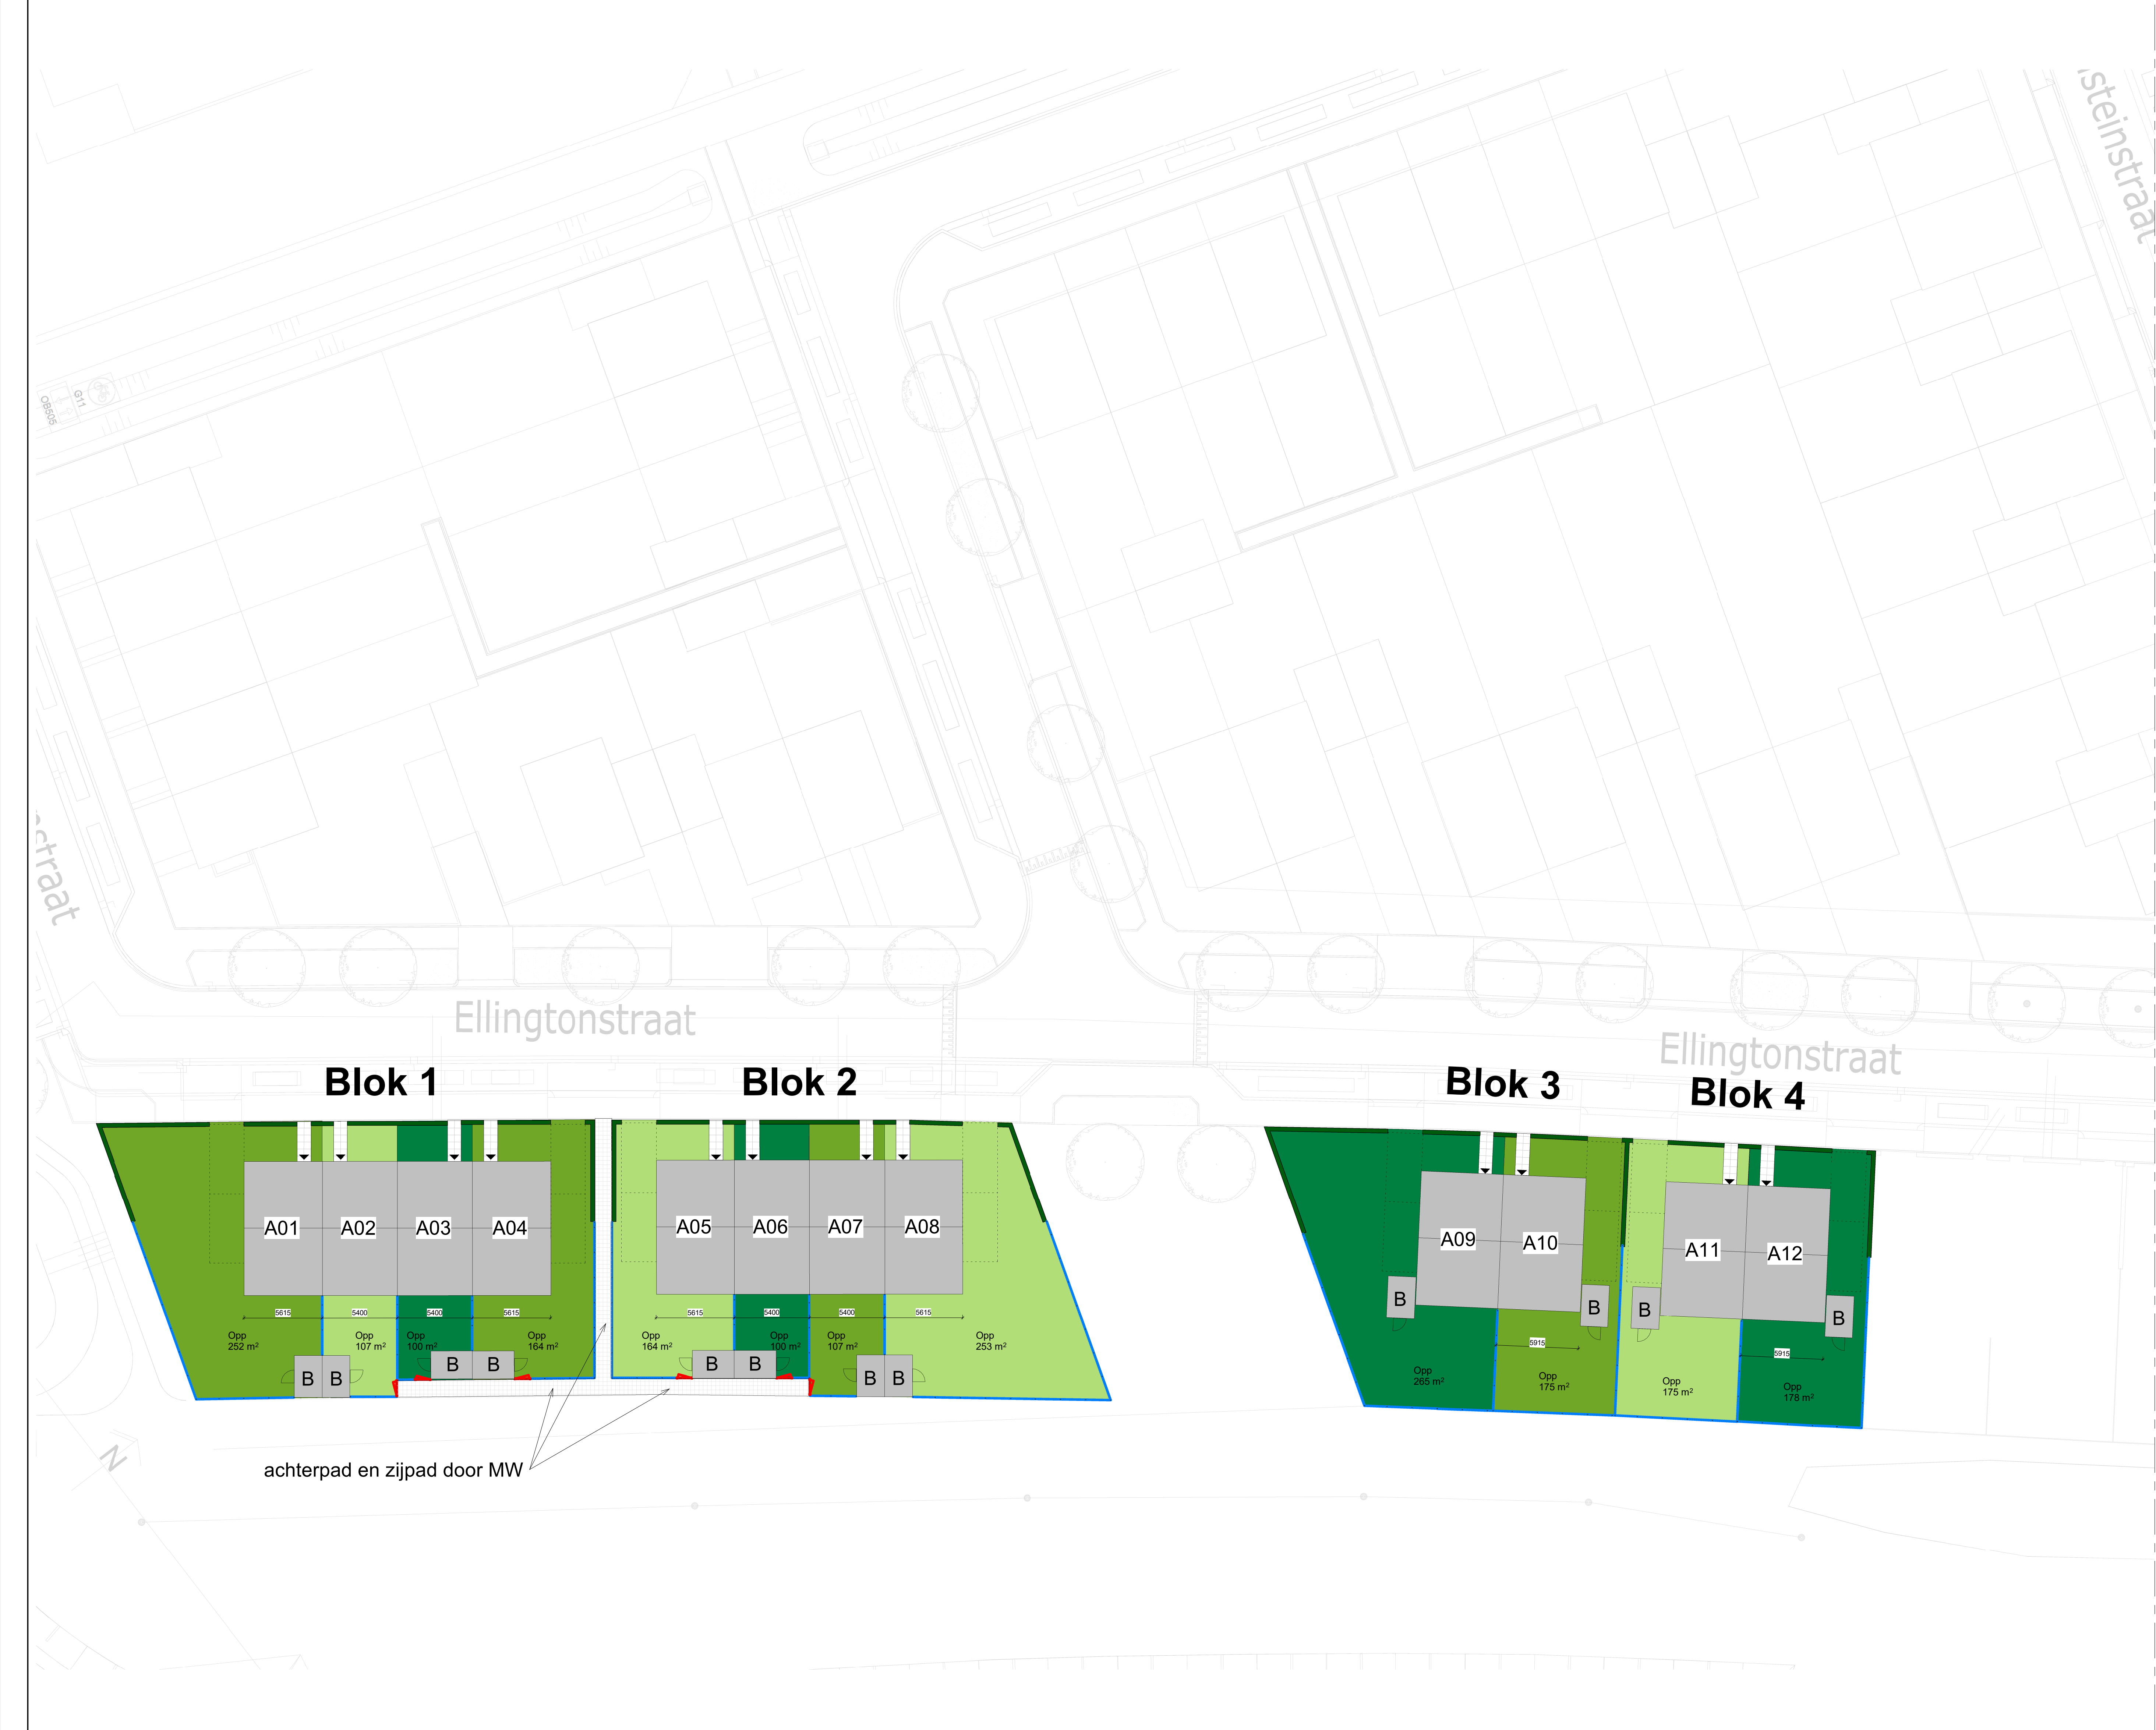 steinstraat
G11
OB505
straat
Ellingtonstraat
Ellingtonstraat
Blok 1
Blok 2
Blok 3
Blok 4
A01
A02
A03
A04
A05
A06
A07
A08
A09
A10
A11
A12
5615
5400
5400
5615
5615
5400
5400
5615
5915
5915
Opp
252 m²
Opp
107 m²
Opp
100 m²
Opp
164 m²
Opp
164 m²
Opp
100 m²
Opp
107 m²
Opp
253 m²
Opp
265 m²
Opp
175 m²
Opp
175 m²
Opp
178 m²
B
B
B
B
B
B
B
B
B
B
B
B
N
achterpad en zijpad door MW